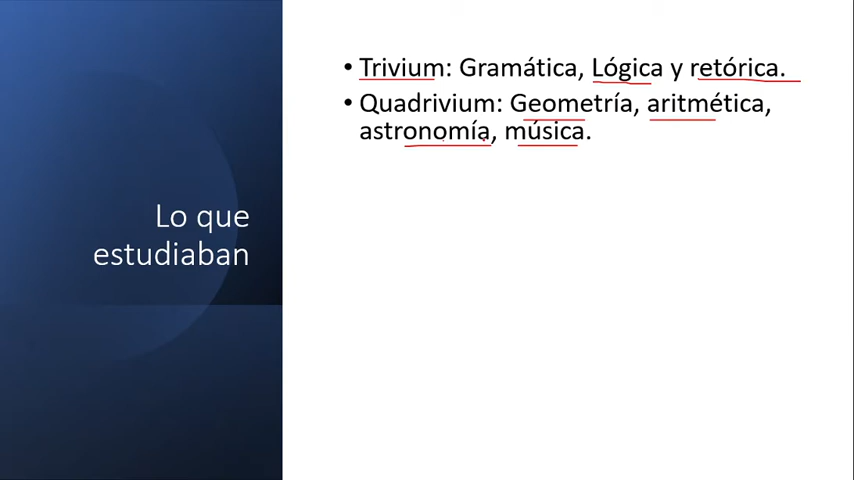 Lo que
estudiaban
• Trivium: Gramática, Lógica y retórica.
• Quadrivium: Geometría, aritmética,
astronomía, música.